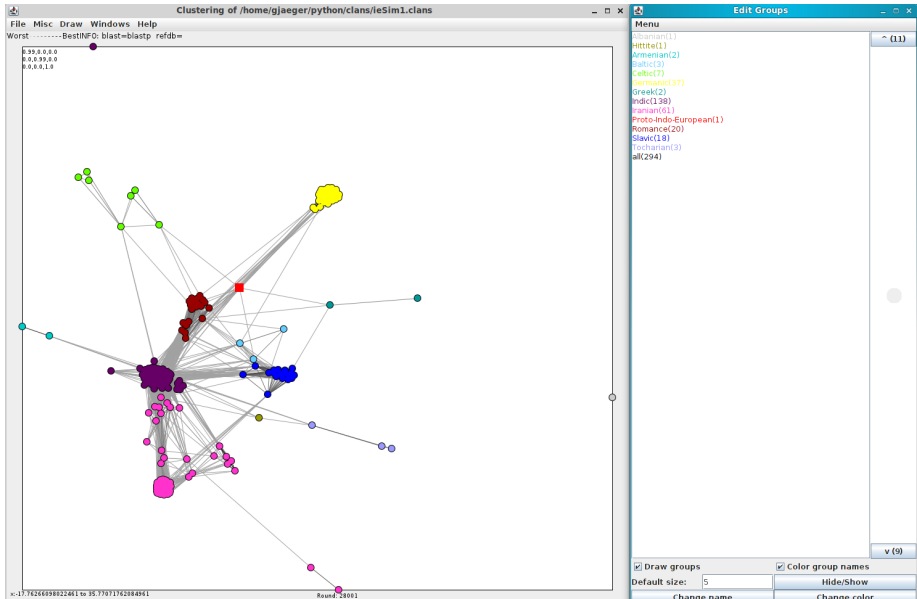 Clustering of /home/gjaeger/python/clans/ieSim1.clans
File Misc Draw Windows Help
Worst --------BestINFO: blast=blastp refdb=
0.99,0.0,0.0
0.0,0.99,0.0
0.0,0.0,1.0
x:-17.76266098022461 to 35.77071762084961
Round: 28001
Edit Groups
Menu
^ (11)
Albanian(1)
Hittite(1)
Armenian(2)
Baltic(3)
Celtic(7)
Greek(2)
Indic(138)
Iranian(61)
Proto-Indo-European(1)
Romance(20)
Slavic(18)
Tocharian(3)
all(294)
v (9)
Draw groups
Color group names
Default size: 5
Hide/Show
Change name
Change color